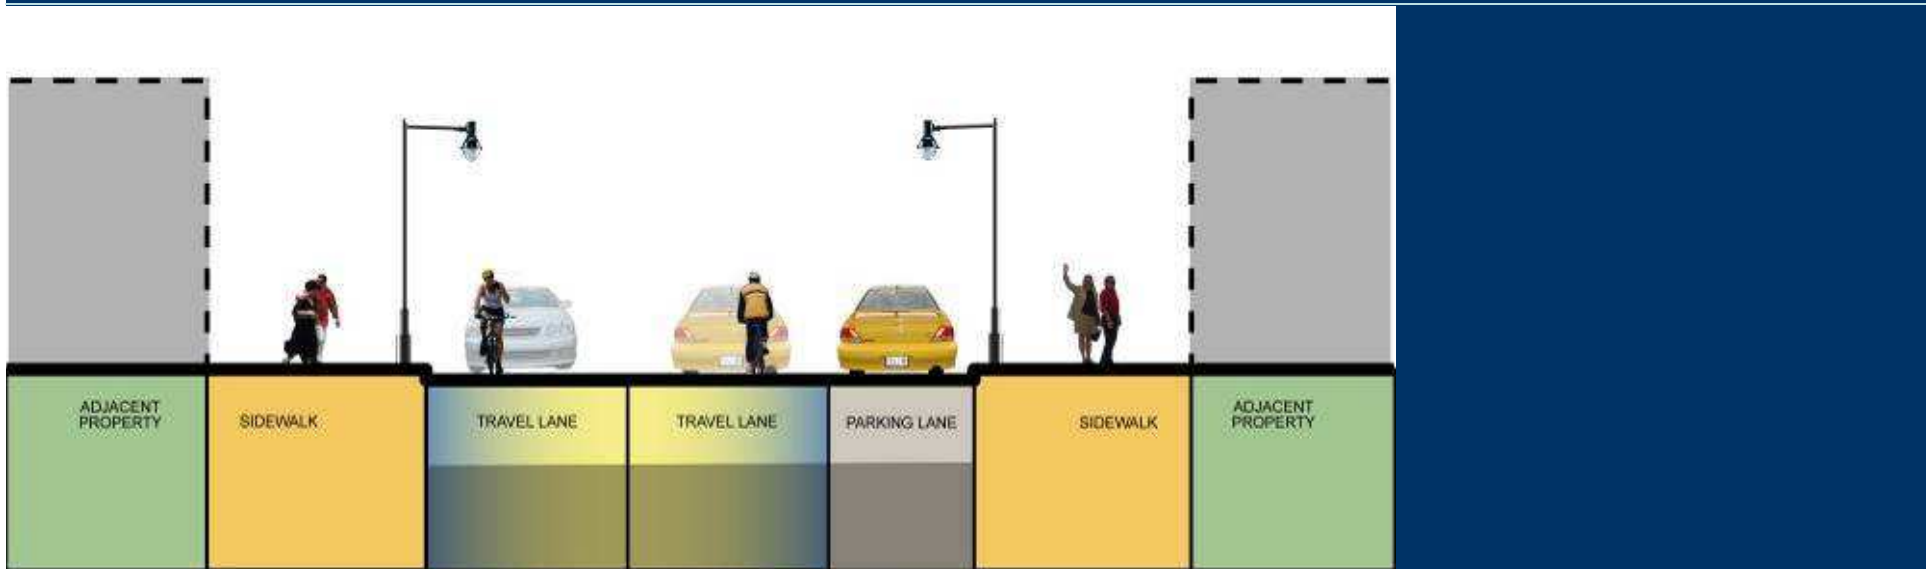 ADJACENT
PROPERTY
SIDEWALK
TRAVEL LANE
TRAVEL LANE
PARKING LANE
SIDEWALK
ADJACENT
PROPERTY